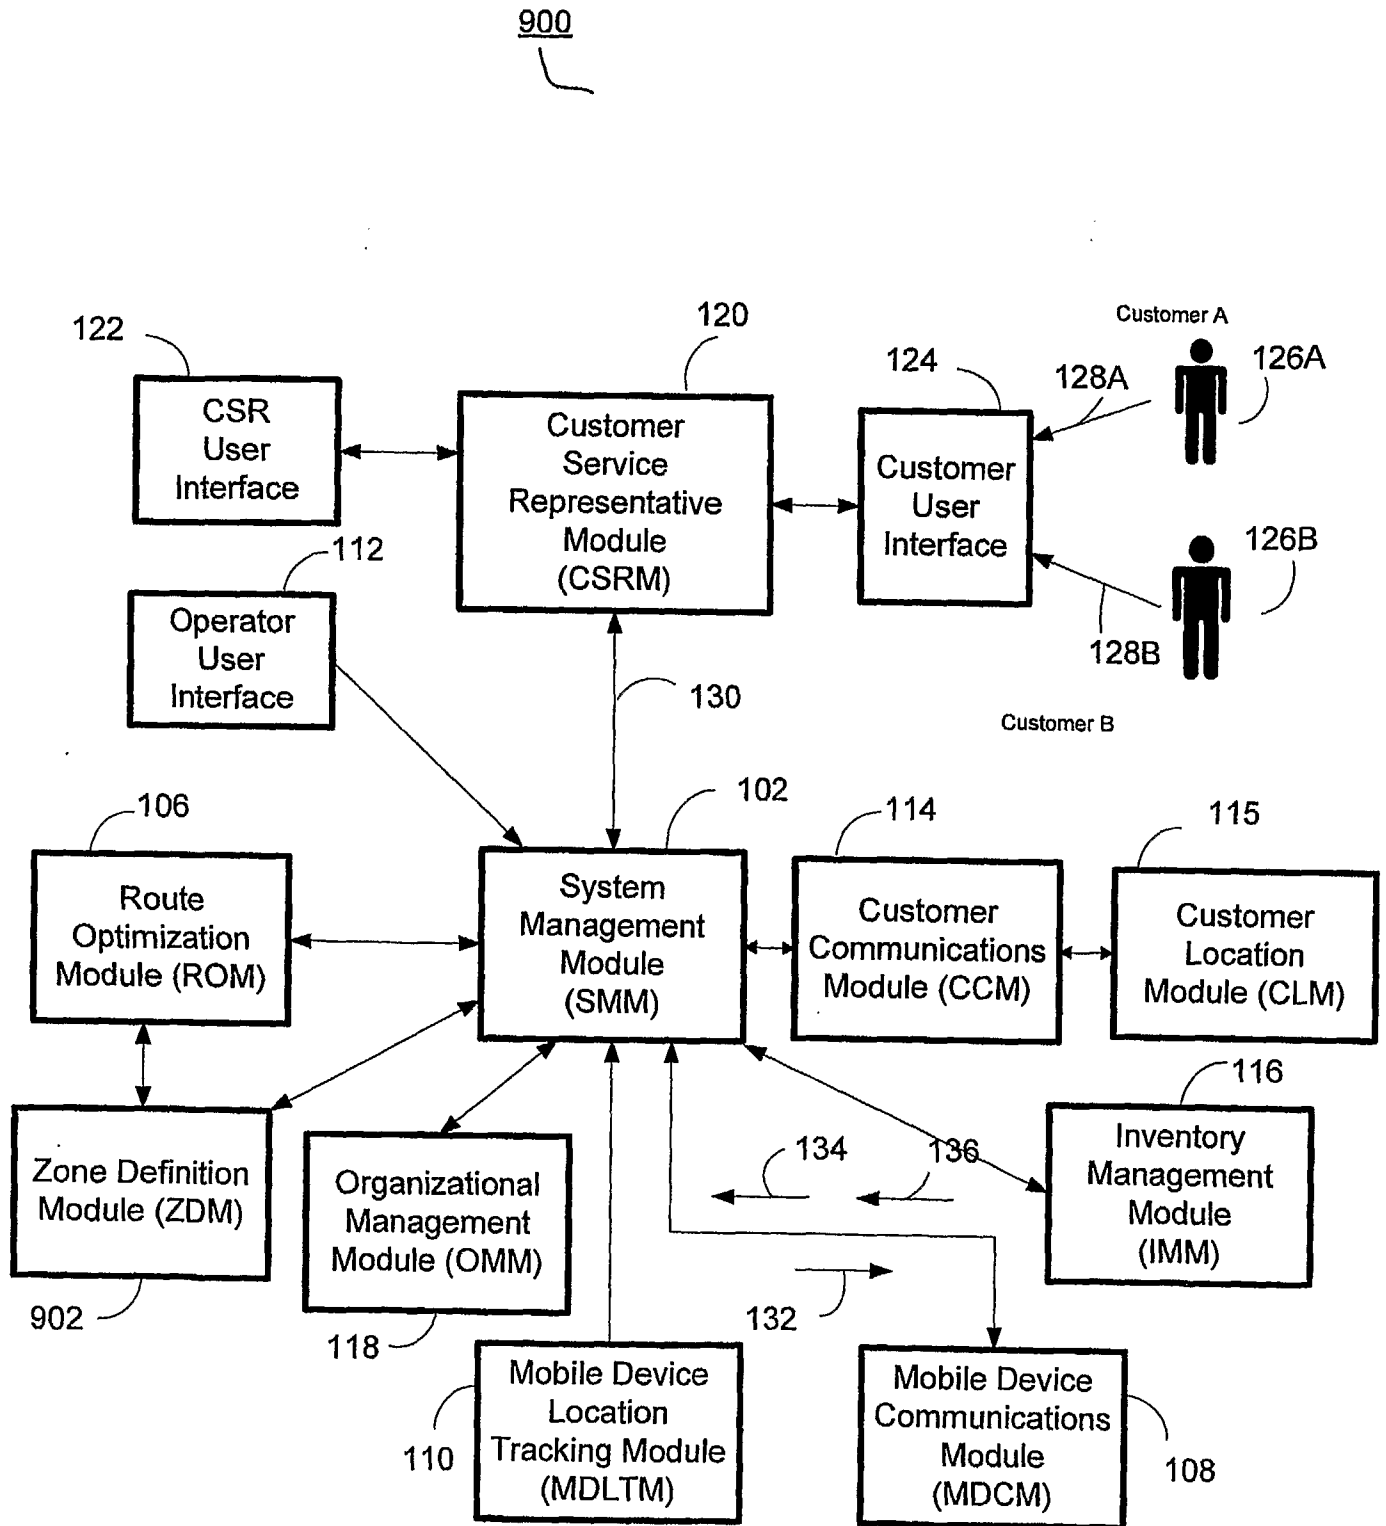 900
122
120
124
Customer A
128A
126A
CSR
User
Interface
Customer
Service
Representative
Module
(CSRM)
Customer
User
Interface
112
126B
Operator
User
Interface
128B
130
Customer B
106
102
114
115
Route
Optimization
Module (ROM)
System
Management
Module
(SMM)
Customer
Communications
Module (CCM)
Customer
Location
Module (CLM)
116
Zone Definition
Module (ZDM)
Organizational
Management
Module (OMM)
134
136
Inventory
Management
Module
(IMM)
902
118
132
Mobile Device
Location
Tracking Module
(MDLTM)
110
Mobile Device
Communications
Module
(MDCM)
108